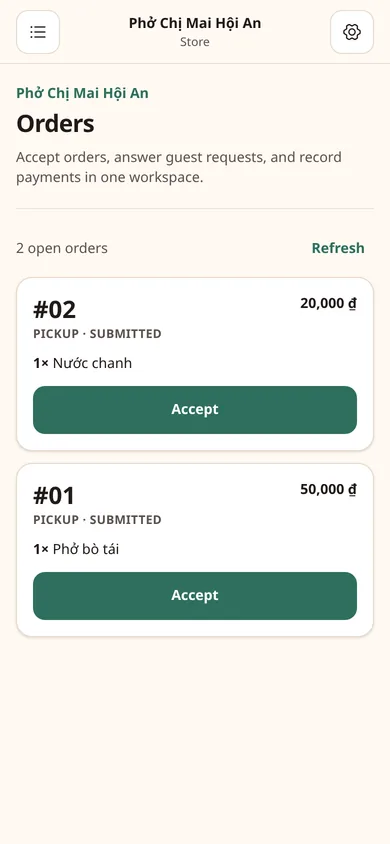 Phở Chị Mai Hội An
Store
Phở Chị Mai Hội An
Orders
Accept orders, answer guest requests, and record
payments in one workspace.
2 open orders
Refresh
#02
20,000 ₫
PICKUP · SUBMITTED
1× Nước chanh
Accept
#01
50,000 ₫
PICKUP · SUBMITTED
1× Phở bò tái
Accept